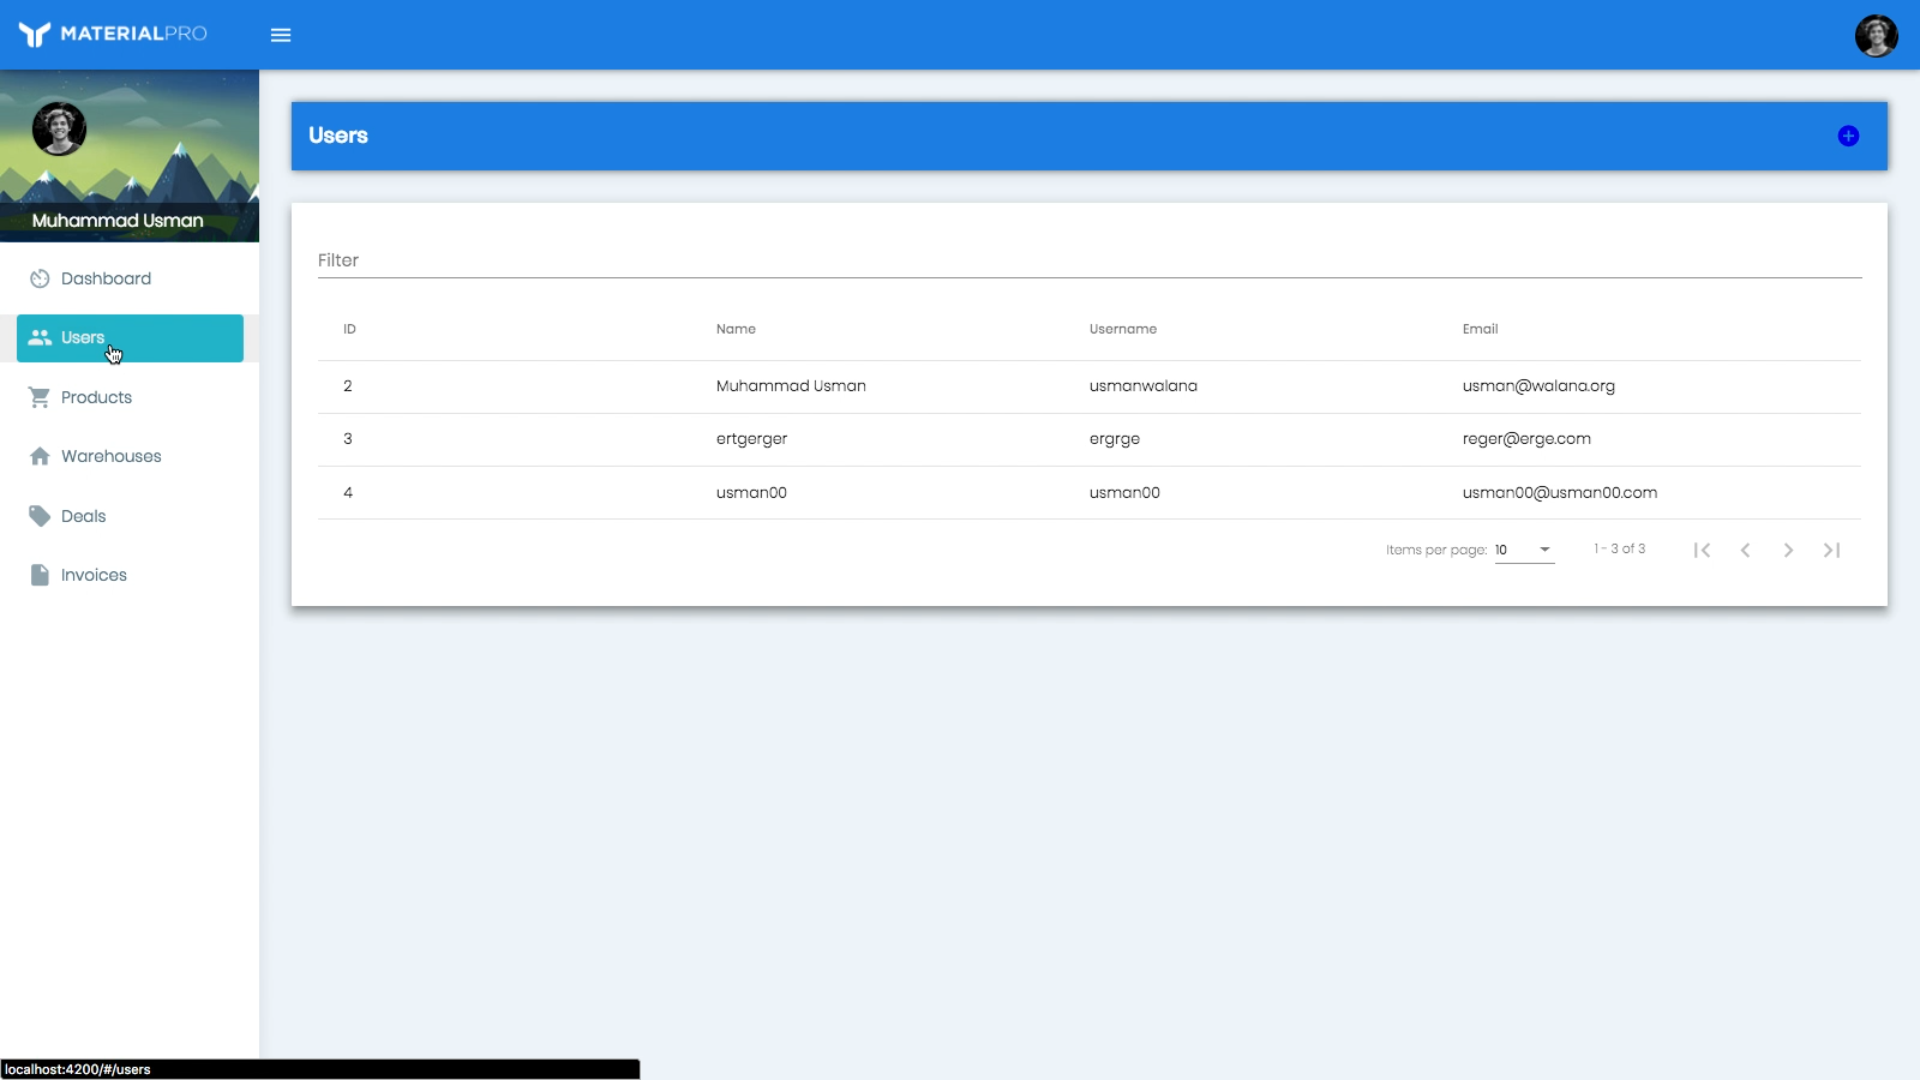 MATERIALPRO
Muhammad Usman
Dashboard
Users
Products
Warehouses
Deals
Invoices
Users
Filter
ID Name Username Email
2 Muhammad Usman usmanwalana usman@walana.org
3 ertgerger ergrge reger@erge.com
4 usman00 usman00 usman00@usman00.com
Items per page: 10 1 - 3 of 3
localhost:4200/#/users